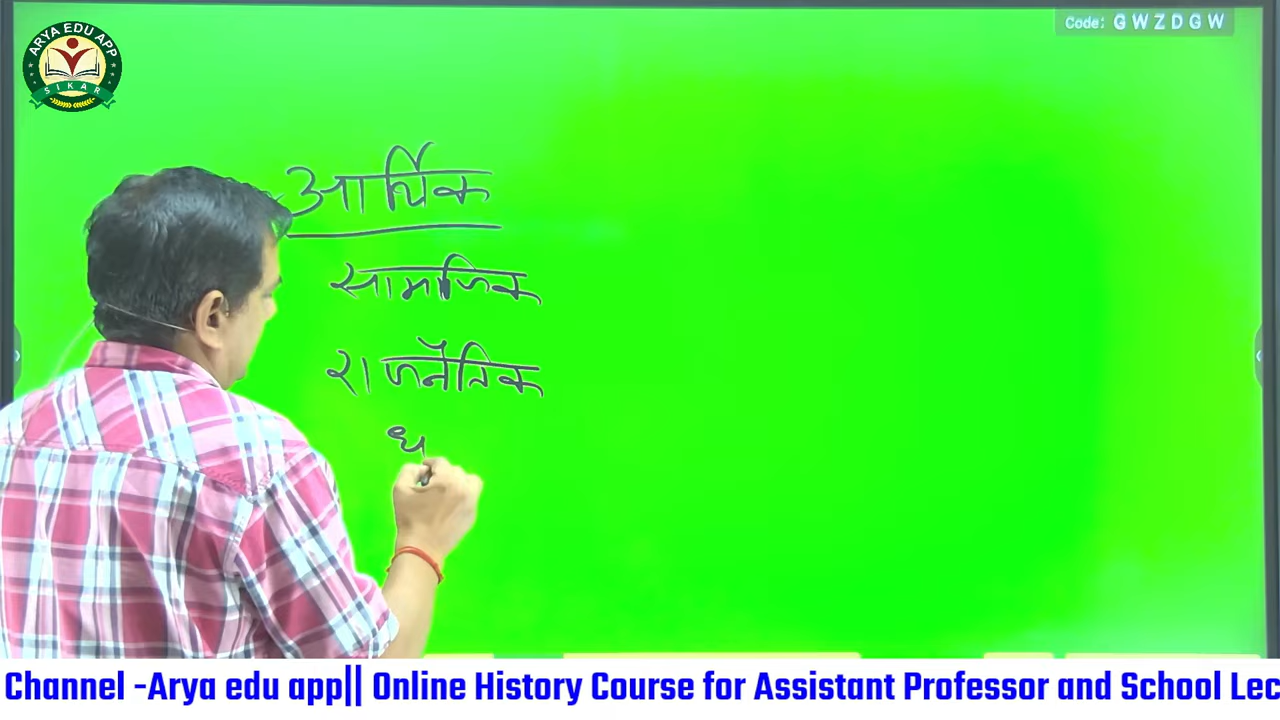 ARYA EDU APP
SIKAR
Code: GWZDGW
आर्थिक
सामाजिक
राजनैतिक
ध
Channel -Arya edu app|| Online History Course for Assistant Professor and School Lec